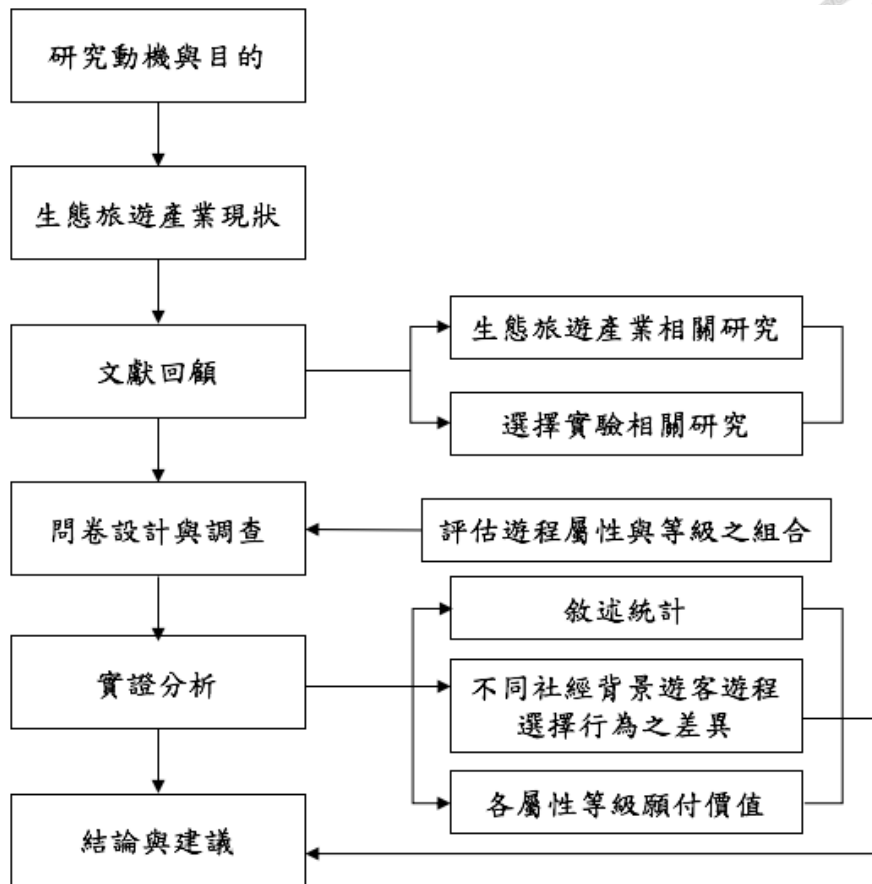 研究動機與目的
生態旅遊產業現狀
文獻回顧
生態旅遊產業相關研究
選擇實驗相關研究
問卷設計與調查
評估遊程屬性與等級之組合
實證分析
敘述統計
不同社經背景遊客遊程
選擇行為之差異
各屬性等級願付價值
結論與建議